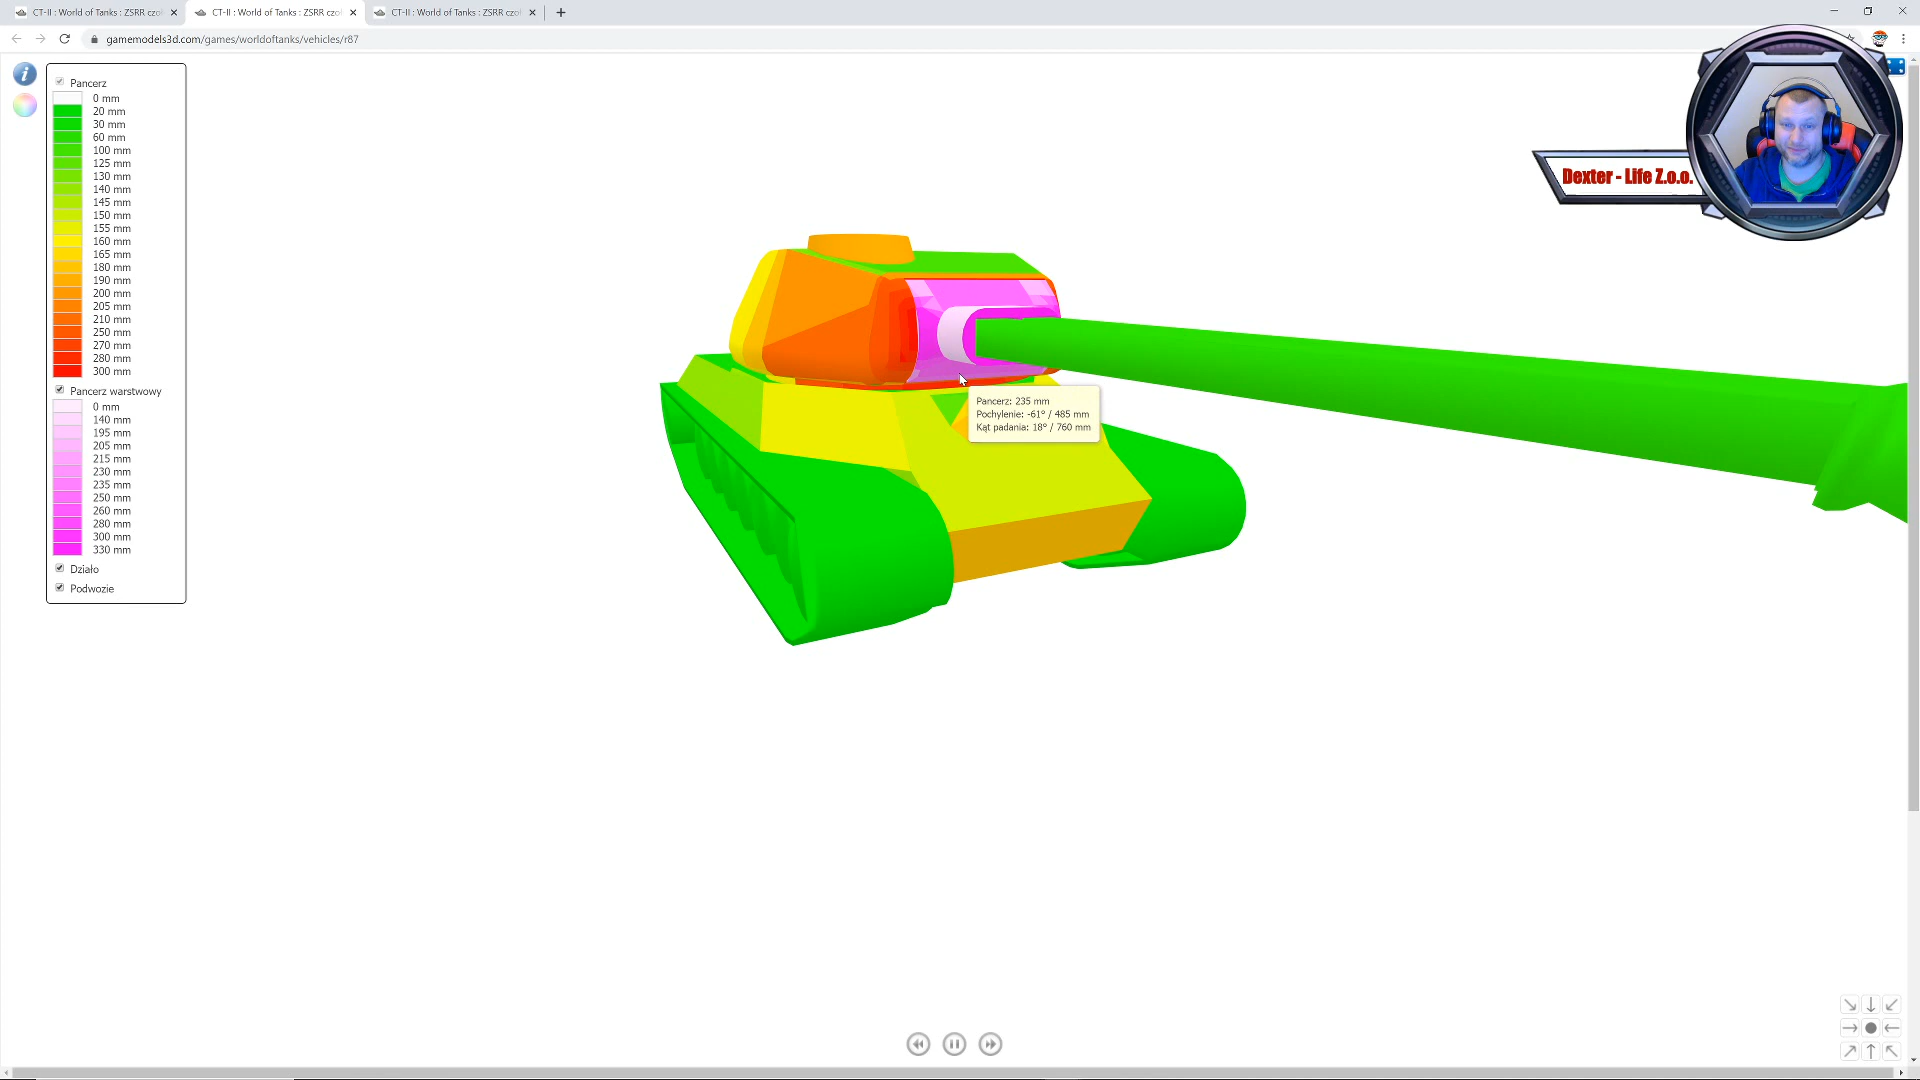 CT-II : World of Tanks : ZSRR czo
CT-II : World of Tanks : ZSRR czo
CT-II : World of Tanks : ZSRR czo
gamemodels3d.com/games/worldoftanks/vehicles/r87
Pancerz
0 mm
20 mm
30 mm
60 mm
100 mm
125 mm
130 mm
140 mm
145 mm
150 mm
155 mm
160 mm
165 mm
180 mm
190 mm
200 mm
205 mm
210 mm
250 mm
270 mm
280 mm
300 mm
Pancerz warstwowy
0 mm
140 mm
195 mm
205 mm
215 mm
230 mm
235 mm
250 mm
260 mm
280 mm
300 mm
330 mm
Działo
Podwozie
Dexter - Life Z.o.o.
Pancerz: 235 mm
Pochylenie: -61° / 485 mm
Kąt padania: 18° / 760 mm